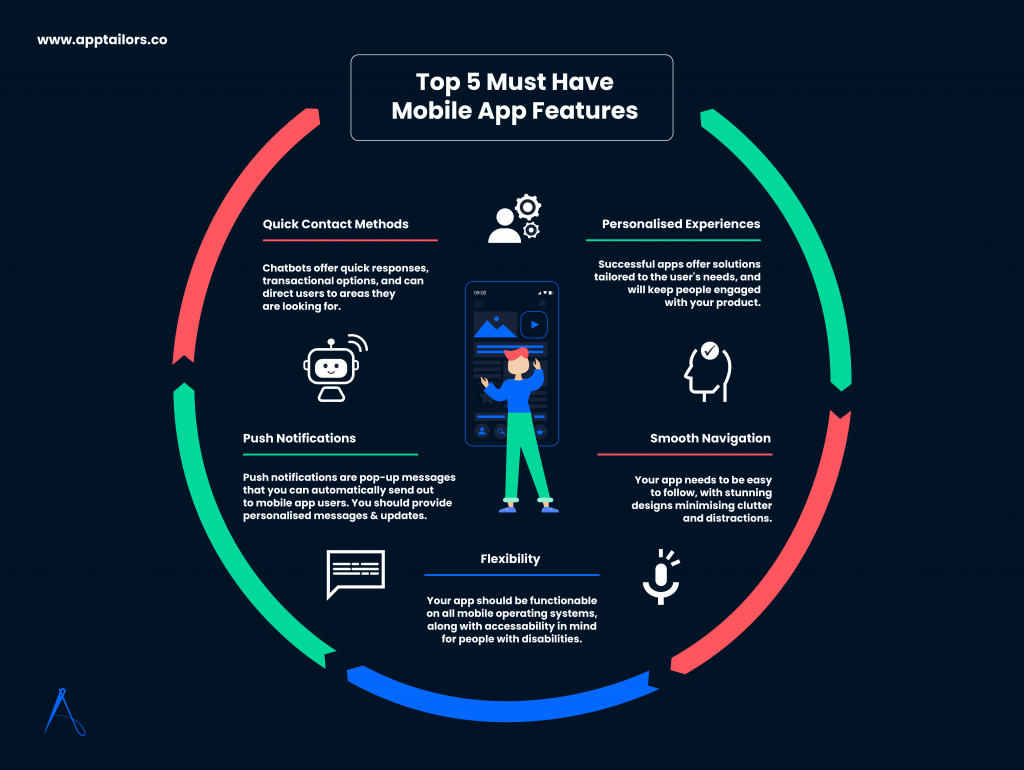 www.apptailors.co
Top 5 Must Have
Mobile App Features
Quick Contact Methods
Chatbots offer quick responses,
transactional options, and can
direct users to areas they
are looking for.
Personalised Experiences
Successful apps offer solutions
tailored to the user's needs, and
will keep people engaged
with your product.
09:00
Push Notifications
Push notifications are pop-up messages
that you can automatically send out
to mobile app users. You should provide
personalised messages & updates.
Smooth Navigation
Your app needs to be easy
to follow, with stunning
designs minimising clutter
and distractions.
Flexibility
Your app should be functionable
on all mobile operating systems,
along with accessability in mind
for people with disabilities.